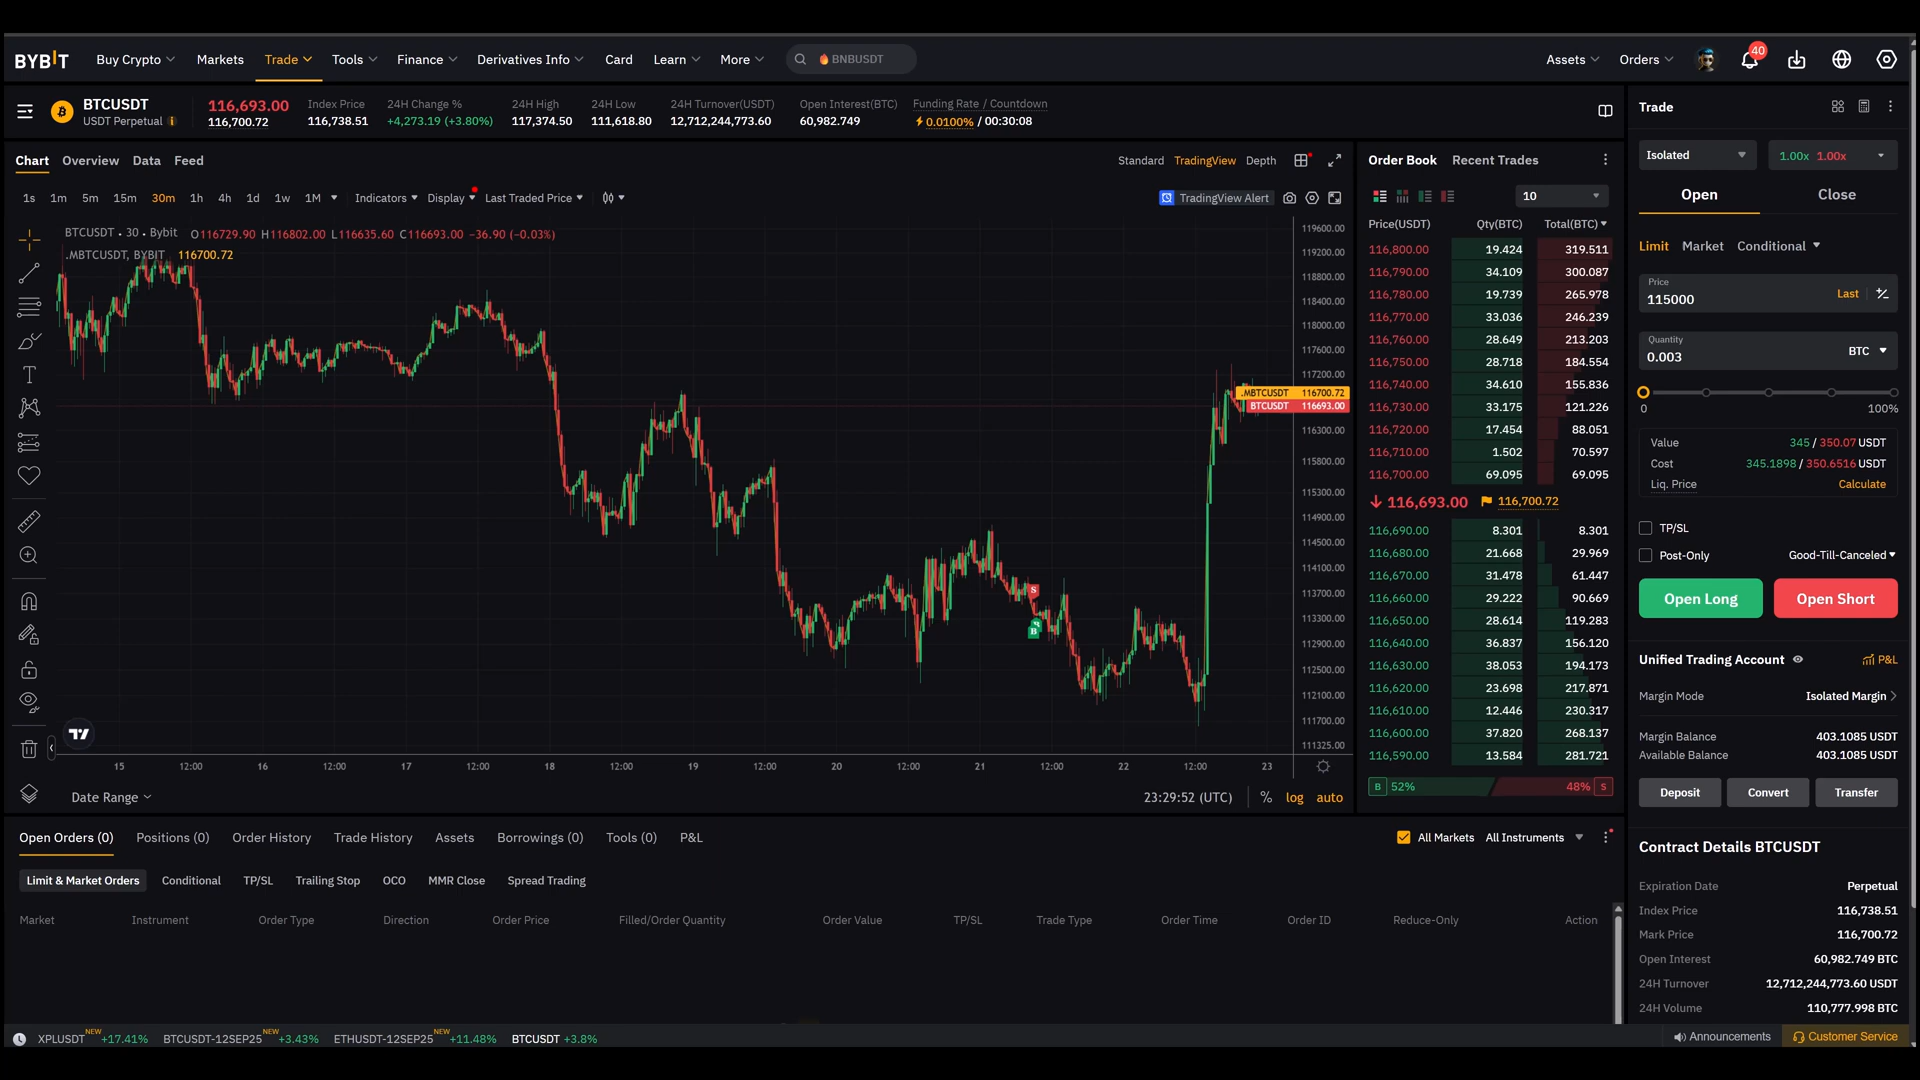 BYBIT Buy Crypto Markets Trade Tools Finance Derivatives Info Card Learn More BNBUSDT Assets Orders 40
BTCUSDT
USDT Perpetual
116,693.00
116,700.72
Index Price
116,738.51
24H Change %
+4,273.19 (+3.80%)
24H High
117,374.50
24H Low
111,618.80
24H Turnover(USDT)
12,712,244,773.60
Open Interest(BTC)
60,982.749
Funding Rate / Countdown
0.0100% / 00:30:08
Chart Overview Data Feed
Standard TradingView Depth
1s 1m 5m 15m 30m 1h 4h 1d 1w 1M Indicators Display Last Traded Price
TradingView Alert
BTCUSDT • 30 • Bybit O116729.90 H116802.00 L116635.60 C116693.00 −36.90 (−0.03%)
.MBTCUSDT, BYBIT 116700.72
119600.00
119200.00
118800.00
118400.00
118000.00
117600.00
117200.00
.MBTCUSDT 116700.72
BTCUSDT 116693.00
116300.00
115800.00
115300.00
114900.00
114500.00
114100.00
113700.00
113300.00
112900.00
112500.00
112100.00
111700.00
111325.00
S
B
15 12:00 16 12:00 17 12:00 18 12:00 19 12:00 20 12:00 21 12:00 22 12:00 23
Date Range
23:29:52 (UTC) % log auto
Order Book Recent Trades
10
Price(USDT) Qty(BTC) Total(BTC)
116,800.00 19.424 319.511
116,790.00 34.109 300.087
116,780.00 19.739 265.978
116,770.00 33.036 246.239
116,760.00 28.649 213.203
116,750.00 28.718 184.554
116,740.00 34.610 155.836
116,730.00 33.175 121.226
116,720.00 17.454 88.051
116,710.00 1.502 70.597
116,700.00 69.095 69.095
116,693.00 116,700.72
116,690.00 8.301 8.301
116,680.00 21.668 29.969
116,670.00 31.478 61.447
116,660.00 29.222 90.669
116,650.00 28.614 119.283
116,640.00 36.837 156.120
116,630.00 38.053 194.173
116,620.00 23.698 217.871
116,610.00 12.446 230.317
116,600.00 37.820 268.137
116,590.00 13.584 281.721
B 52% 48% S
Trade
Isolated 1.00x 1.00x
Open Close
Limit Market Conditional
Price
115000 Last
Quantity
0.003 BTC
0 100%
Value 345 / 350.07 USDT
Cost 345.1898 / 350.6516 USDT
Liq. Price Calculate
TP/SL
Post-Only Good-Till-Canceled
Open Long Open Short
Unified Trading Account P&L
Margin Mode Isolated Margin
Margin Balance 403.1085 USDT
Available Balance 403.1085 USDT
Deposit Convert Transfer
Contract Details BTCUSDT
Expiration Date Perpetual
Index Price 116,738.51
Mark Price 116,700.72
Open Interest 60,982.749 BTC
24H Turnover 12,712,244,773.60 USDT
24H Volume 110,777.998 BTC
Open Orders (0) Positions (0) Order History Trade History Assets Borrowings (0) Tools (0) P&L
All Markets All Instruments
Limit & Market Orders Conditional TP/SL Trailing Stop OCO MMR Close Spread Trading
Market Instrument Order Type Direction Order Price Filled/Order Quantity Order Value TP/SL Trade Type Order Time Order ID Reduce-Only Action
XPLUSDT NEW +17.41% BTCUSDT-12SEP25 NEW +3.43% ETHUSDT-12SEP25 NEW +11.48% BTCUSDT +3.8%
Announcements Customer Service